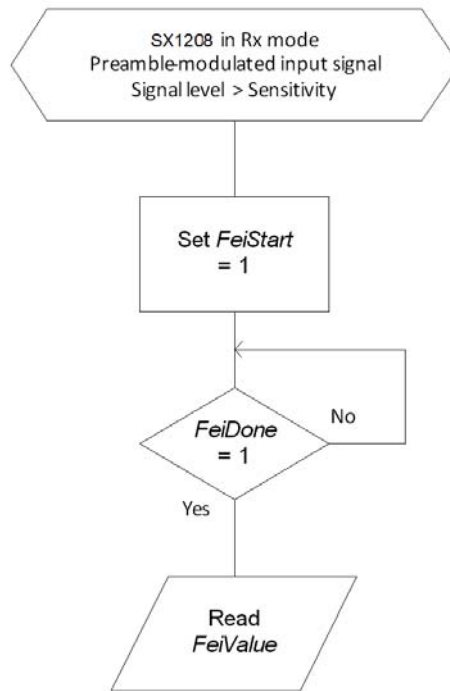 SX1208 in Rx mode
Preamble-modulated input signal
Signal level > Sensitivity
Set FeiStart
= 1
No
FeiDone
= 1
Yes
Read
FeiValue